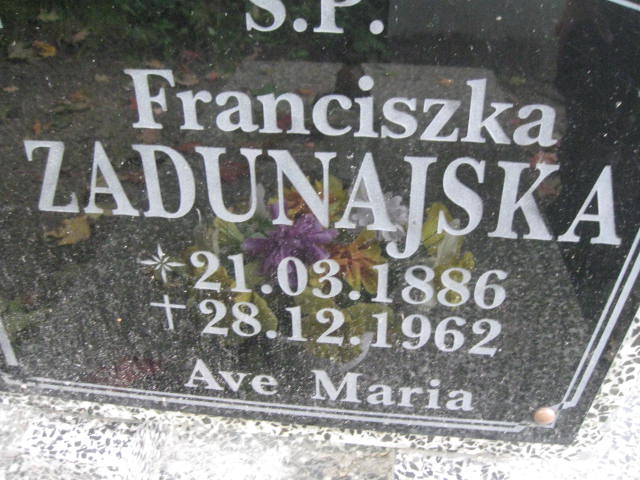 Ś.P.
Franciszka
ZADUNAJSKA
21.03.1886
28.12.1962
Ave Maria